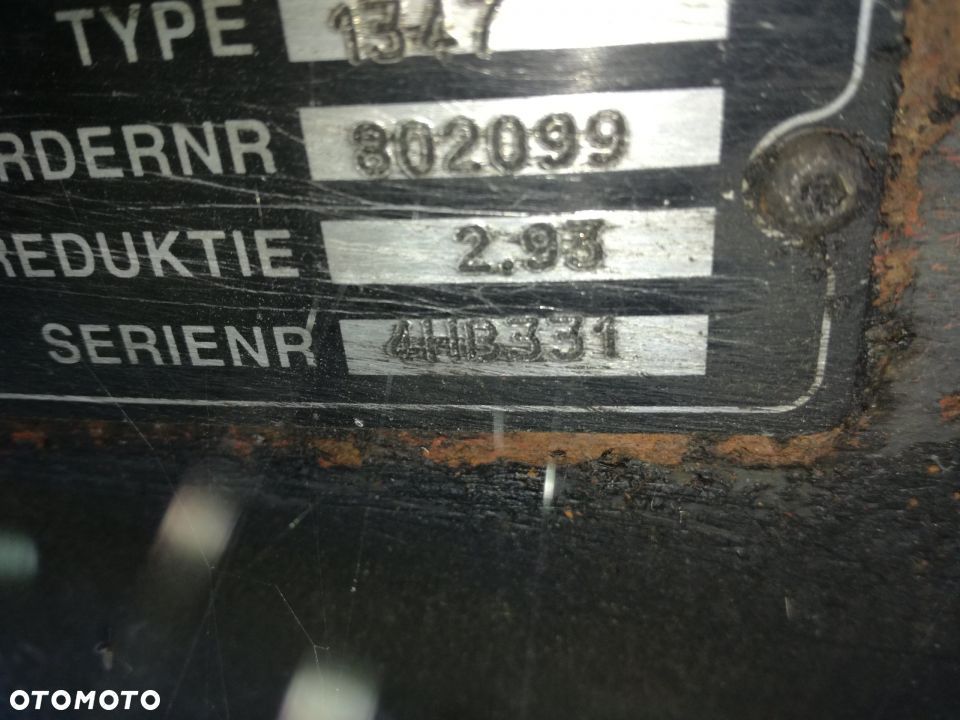 TYPE 1347
RDERNR 802099
REDUKTIE 2.93
SERIENR 4HB331
OTOMOTO